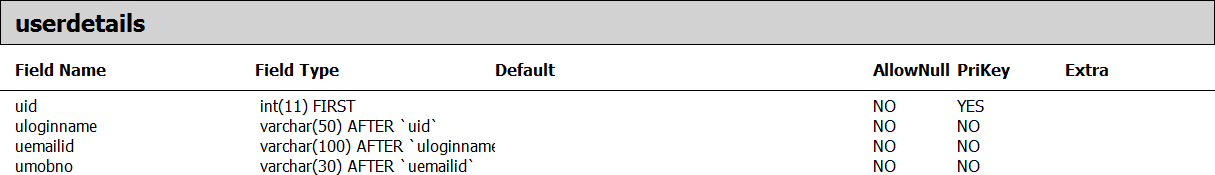 userdetails
Field Name Field Type Default AllowNull PriKey Extra
uid int(11) FIRST NO YES
uloginname varchar(50) AFTER `uid` NO NO
uemailid varchar(100) AFTER `uloginname NO NO
umobno varchar(30) AFTER `uemailid` NO NO